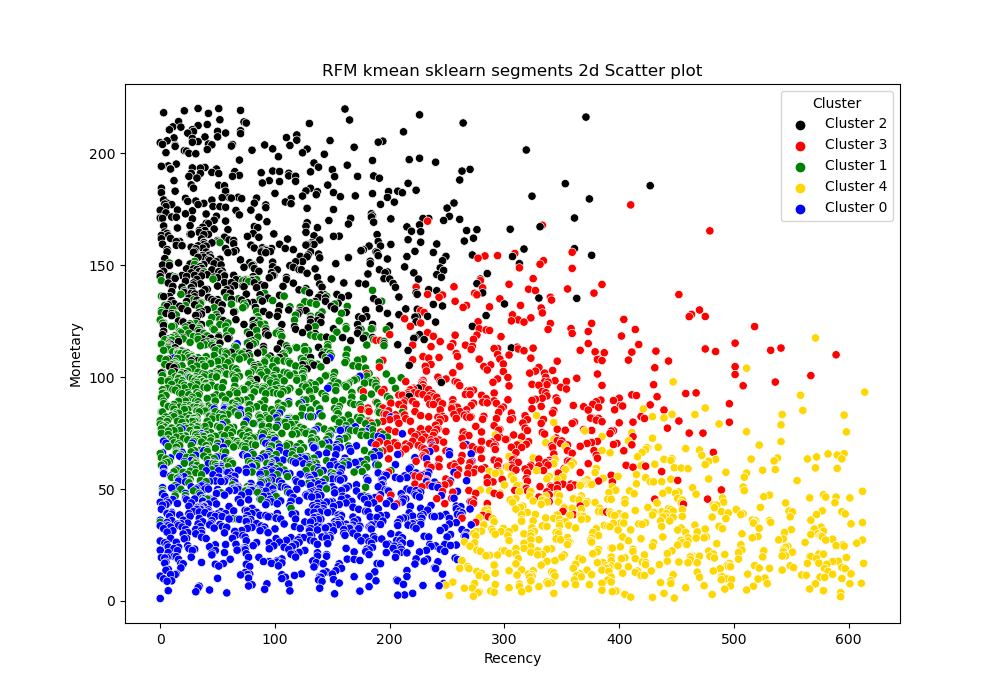 RFM kmean sklearn segments 2d Scatter plot
Cluster
Cluster 2
Cluster 3
Cluster 1
Cluster 4
Cluster 0
200
150
100
50
0
Monetary
0 100 200 300 400 500 600
Recency